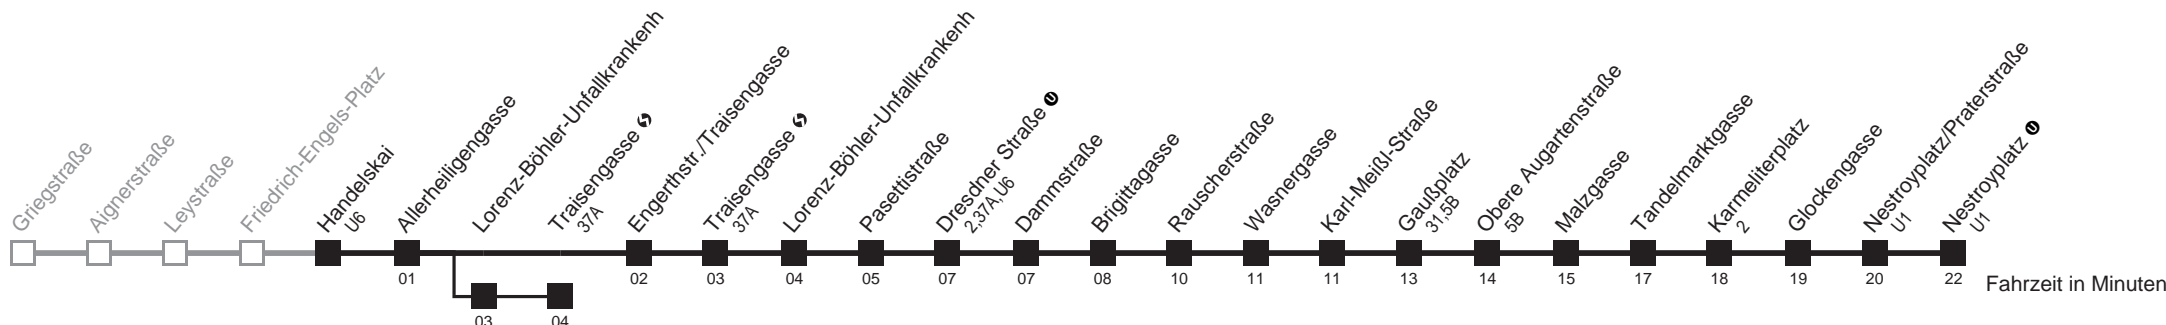 Griegstraße
Aignerstraße
Leystraße
Friedrich-Engels-Platz
Handelskai
U6
Allerheiligengasse
Lorenz-Böhler-Unfallkrankenh
Traisengasse S
37A
Engerthstr./Traisengasse
Traisengasse S
37A
Lorenz-Böhler-Unfallkrankenh
Pasettistraße
Dresdner Straße U
2,37A,U6
Dammstraße
Brigittagasse
Rauscherstraße
Wasnergasse
Karl-Meißl-Straße
Gaußplatz
31,5B
Obere Augartenstraße
5B
Malzgasse
Tandelmarktgasse
Karmeliterplatz
2
Glockengasse
Nestroyplatz/Praterstraße
U1
Nestroyplatz U
U1
01 02 03 04 05 07 07 08 10 11 11 13 14 15 17 18 19 20 22 Fahrzeit in Minuten
03 04